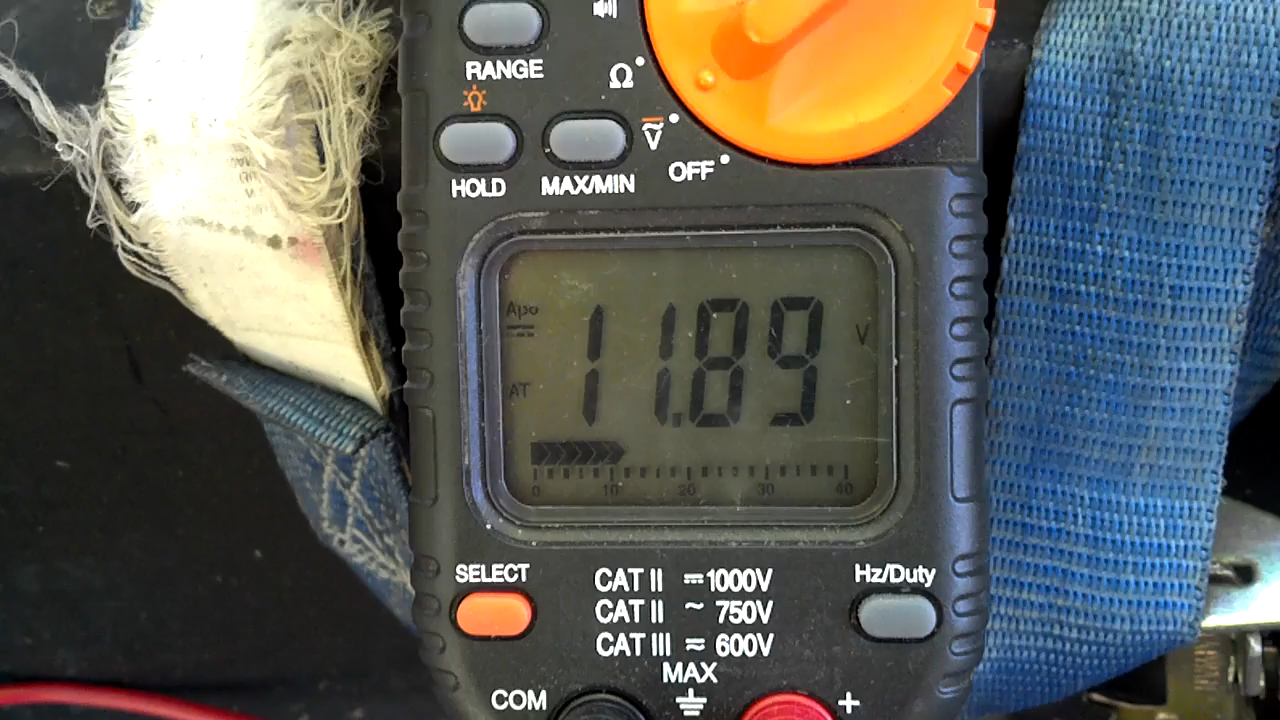 RANGE
Ω
HOLD
MAX/MIN
V
OFF
Apo
11.89 V
AT
0 10 20 30 40
SELECT
CAT II ⎓1000V
Hz/Duty
CAT II ~ 750V
CAT III ≂ 600V
MAX
COM
+